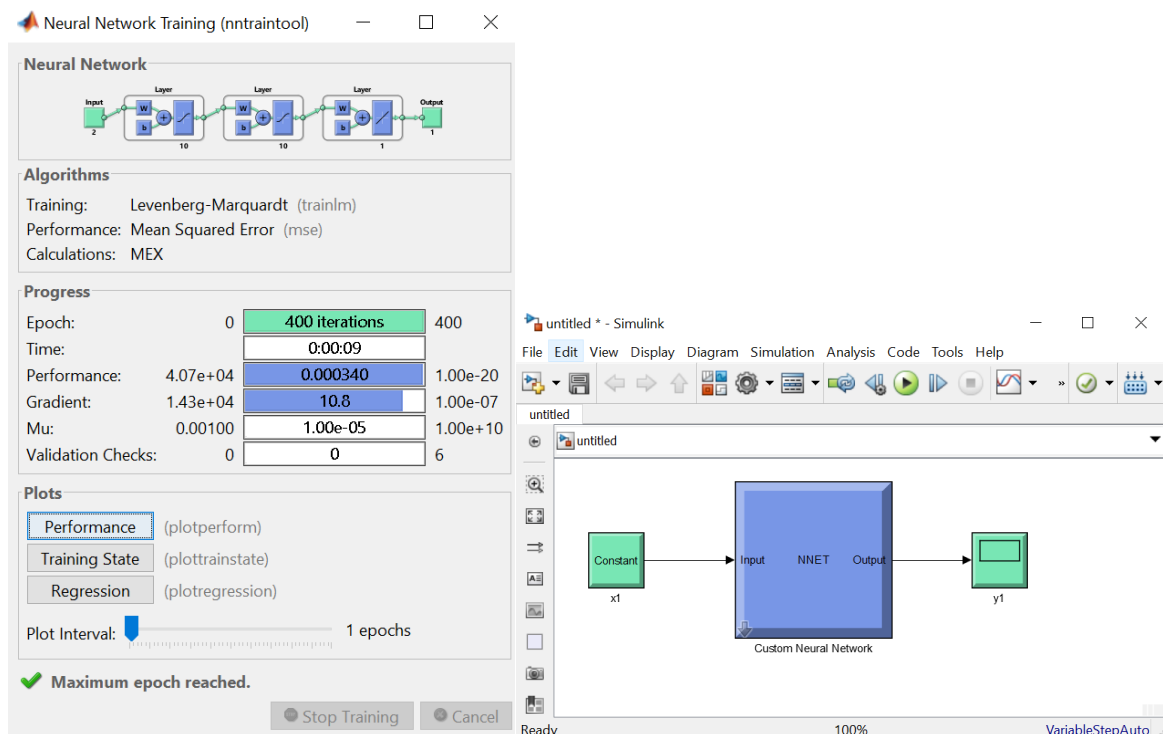 Neural Network Training (nntraintool)
Neural Network
Layer Layer Layer
Input Output
W W W
b b b
2 10 10 1 1
Algorithms
Training: Levenberg-Marquardt (trainlm)
Performance: Mean Squared Error (mse)
Calculations: MEX
Progress
Epoch: 0 400 iterations 400
Time: 0:00:09
Performance: 4.07e+04 0.000340 1.00e-20
Gradient: 1.43e+04 10.8 1.00e-07
Mu: 0.00100 1.00e-05 1.00e+10
Validation Checks: 0 0 6
Plots
Performance (plotperform)
Training State (plottrainstate)
Regression (plotregression)
Plot Interval: 1 epochs
Maximum epoch reached.
Stop Training Cancel
untitled * - Simulink
File Edit View Display Diagram Simulation Analysis Code Tools Help
»
untitled
untitled
Constant Input NNET Output
x1 y1
Custom Neural Network
Ready 100% VariableStepAuto